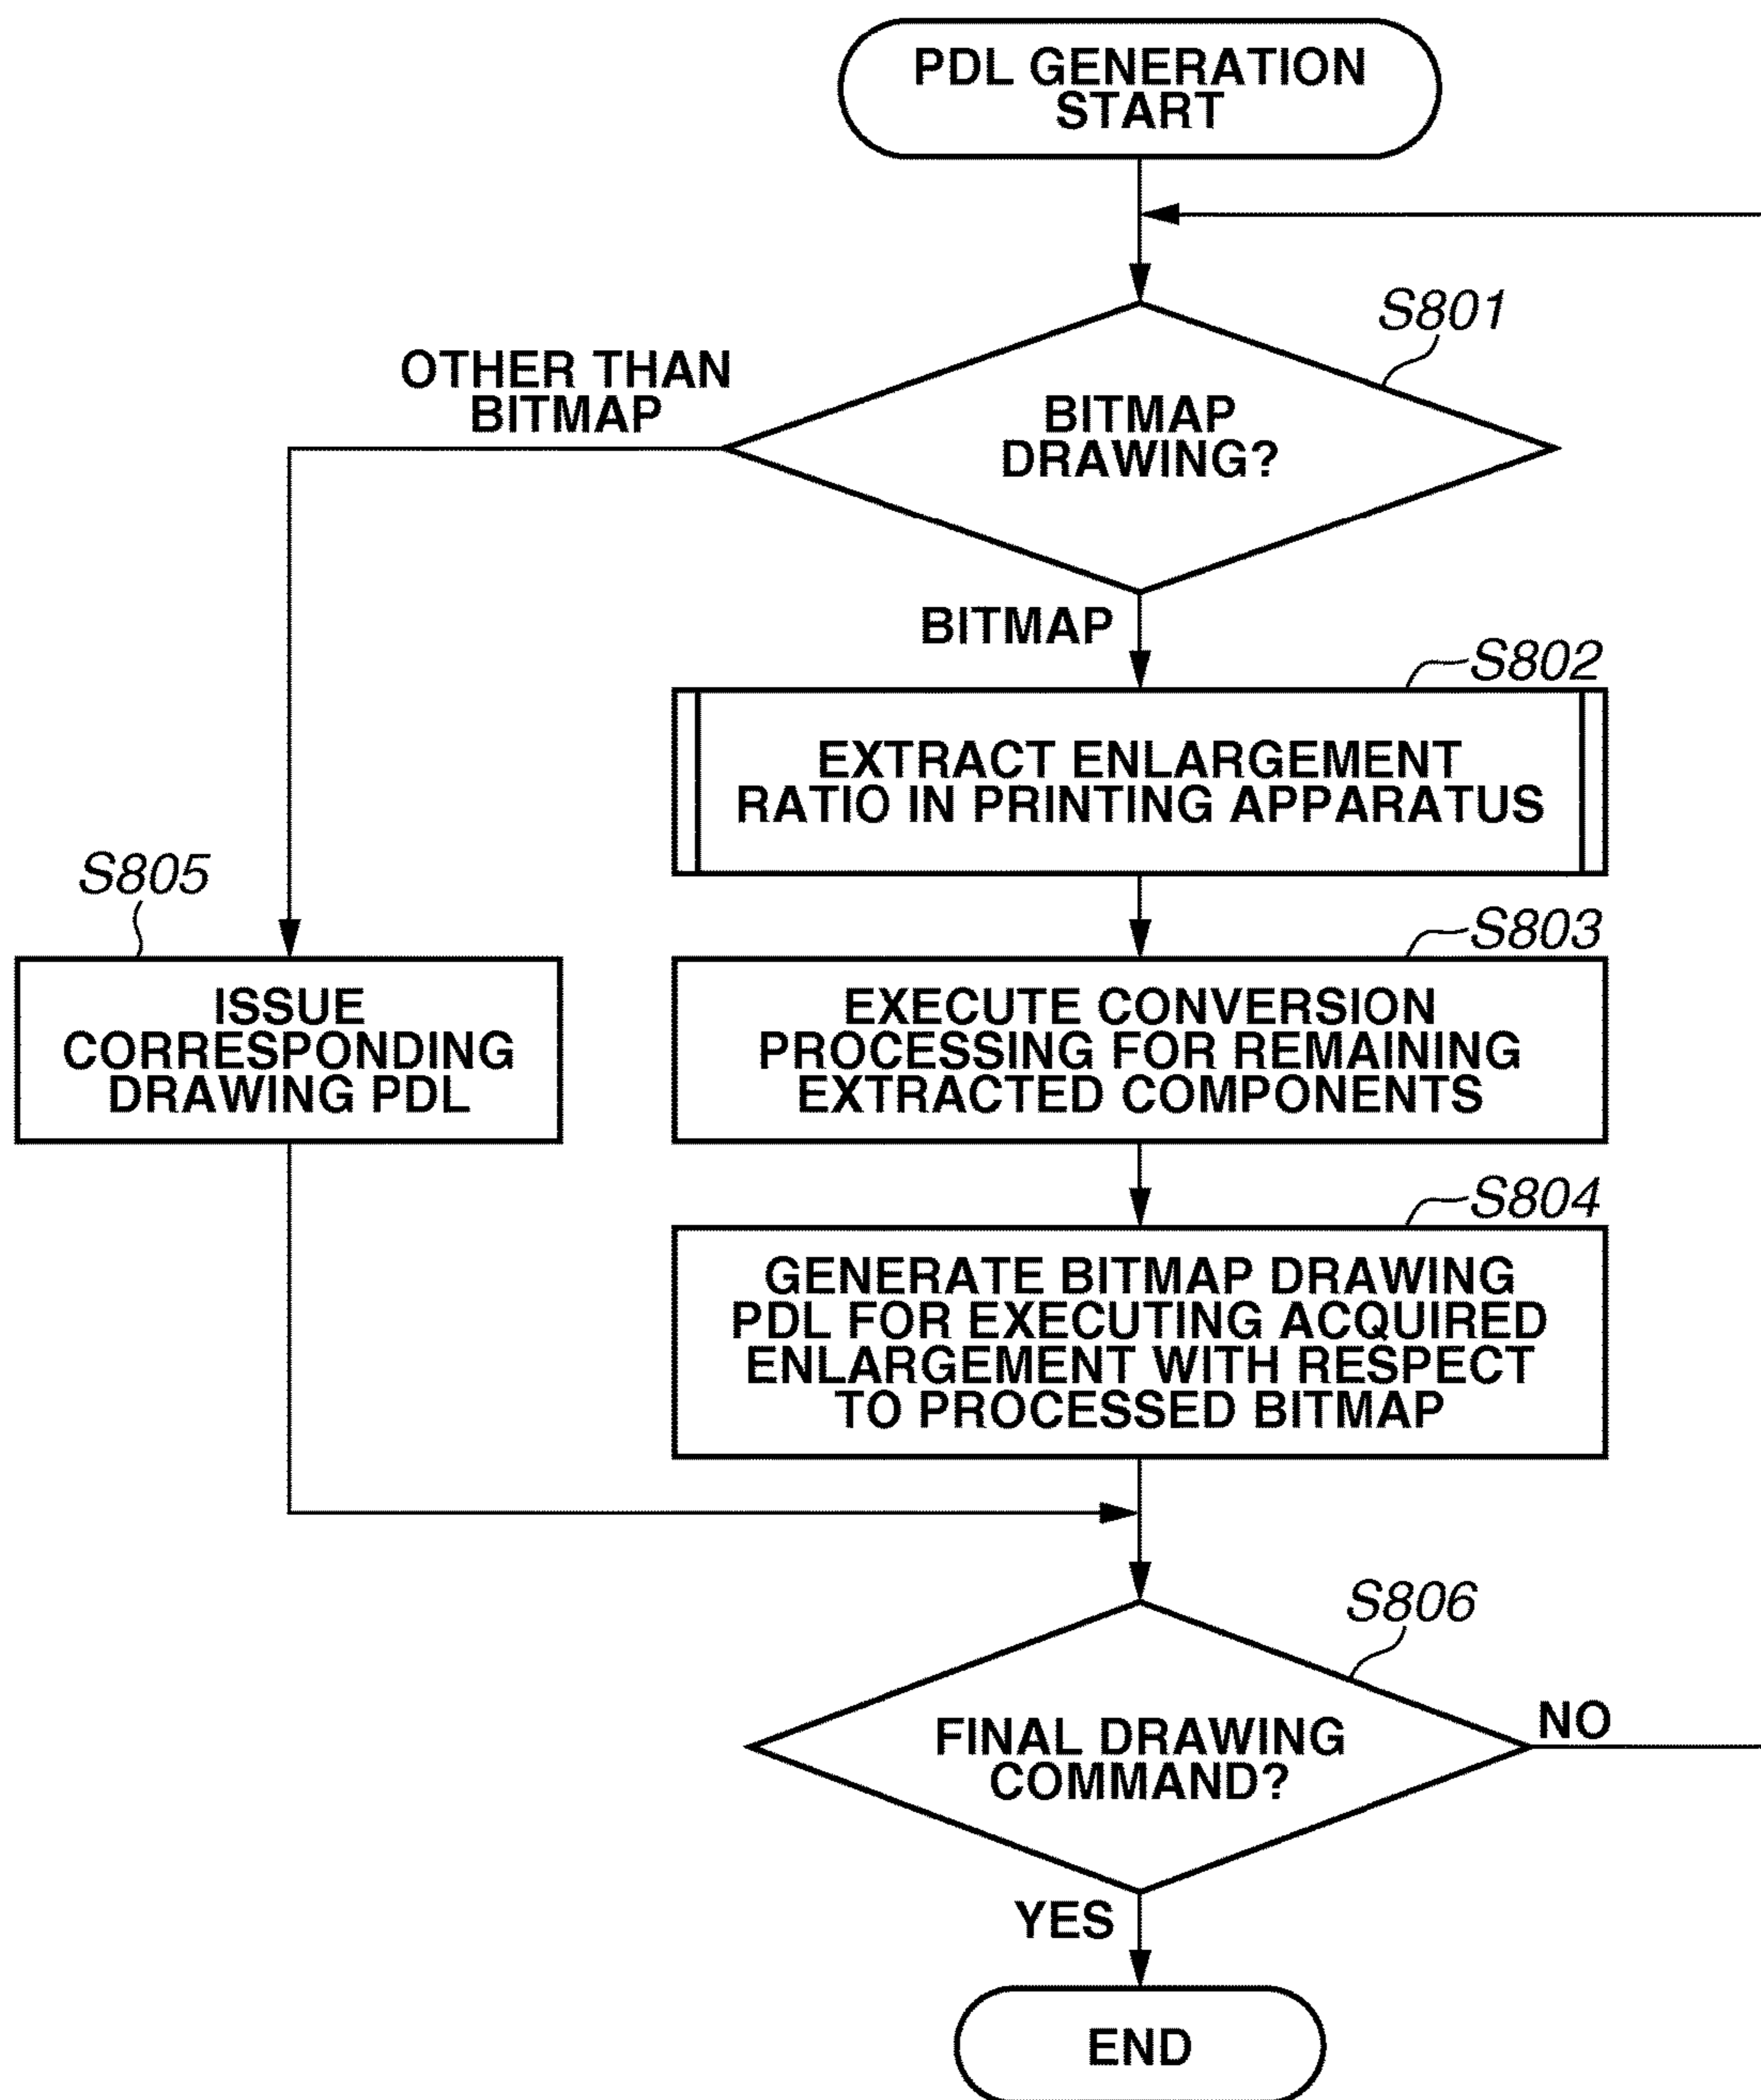 PDL GENERATION
START
S801
OTHER THAN
BITMAP
BITMAP
DRAWING?
BITMAP
S802
EXTRACT ENLARGEMENT
RATIO IN PRINTING APPARATUS
S805
S803
ISSUE
CORRESPONDING
DRAWING PDL
EXECUTE CONVERSION
PROCESSING FOR REMAINING
EXTRACTED COMPONENTS
S804
GENERATE BITMAP DRAWING
PDL FOR EXECUTING ACQUIRED
ENLARGEMENT WITH RESPECT
TO PROCESSED BITMAP
S806
FINAL DRAWING
COMMAND?
NO
YES
END